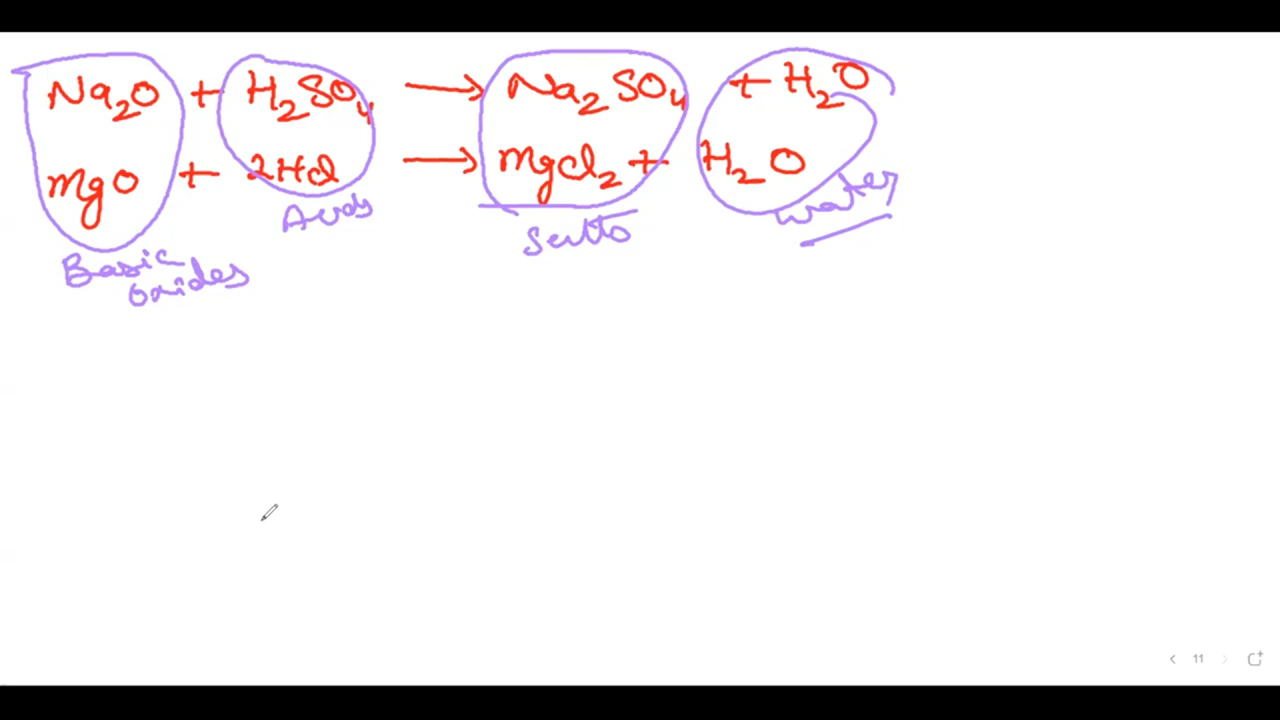 Na₂O + H₂SO₄ → Na₂SO₄ + H₂O
MgO + 2HCl → MgCl₂ + H₂O
Acids
Salts
water
Basic
oxides
11